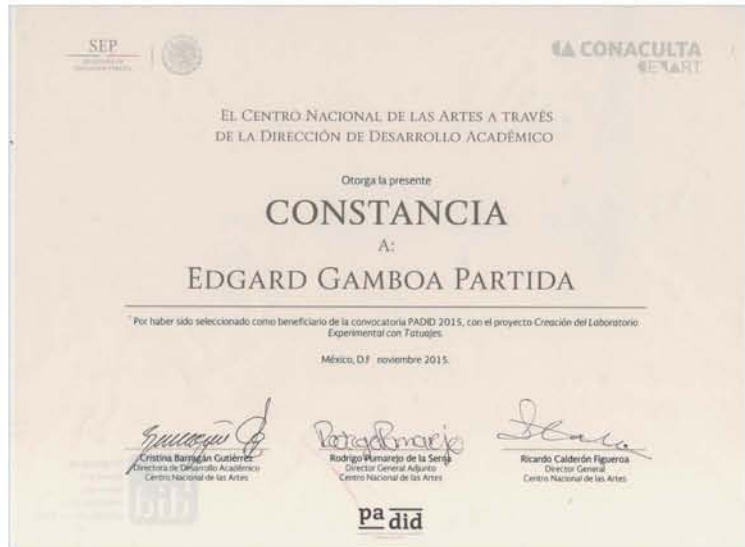 SEP
CONACULTA
CENART
EL CENTRO NACIONAL DE LAS ARTES A TRAVÉS
DE LA DIRECCIÓN DE DESARROLLO ACADÉMICO
Otorga la presente
CONSTANCIA
A:
EDGARD GAMBOA PARTIDA
Por haber sido seleccionado como beneficiario de la convocatoria PADID 2015, con el proyecto Creación del Laboratorio
Experimental con Tatuajes.
México, D.F noviembre 2015.
Cristina Barragán Gutiérrez
Directora de Desarrollo Académico
Centro Nacional de las Artes
Rodrigo Pumarejo de la Serna
Director General Adjunto
Centro Nacional de las Artes
Ricardo Calderón Figueroa
Director General
Centro Nacional de las Artes
pa did